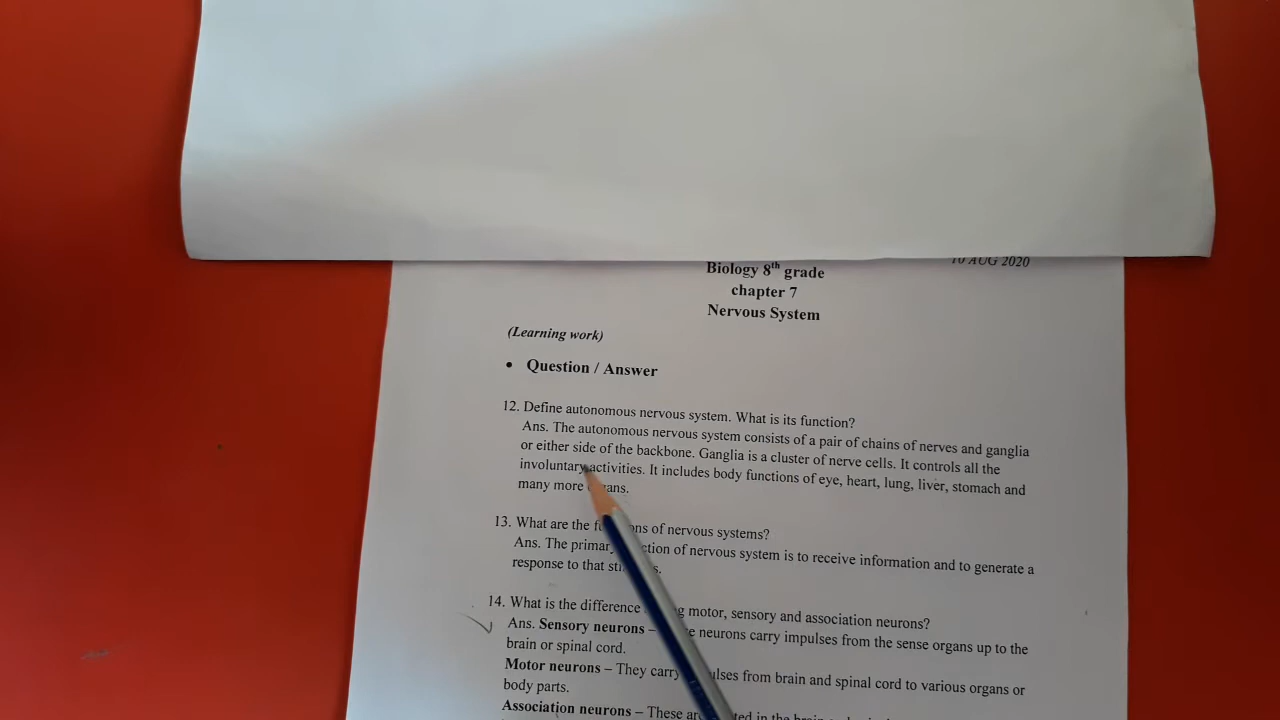 10 AUG 2020
Biology 8th grade
chapter 7
Nervous System
(Learning work)
• Question / Answer
12. Define autonomous nervous system. What is its function?
Ans. The autonomous nervous system consists of a pair of chains of nerves and ganglia
or either side of the backbone. Ganglia is a cluster of nerve cells. It controls all the
involuntary activities. It includes body functions of eye, heart, lung, liver, stomach and
many more
13. What are the of nervous systems?
Ans. The primary of nervous system is to receive information and to generate a
response to that
14. What is the difference motor, sensory and association neurons?
Ans. Sensory neurons – neurons carry impulses from the sense organs up to the
brain or spinal cord.
Motor neurons – They carry from brain and spinal cord to various organs or
body parts.
Association neurons – These in the brain